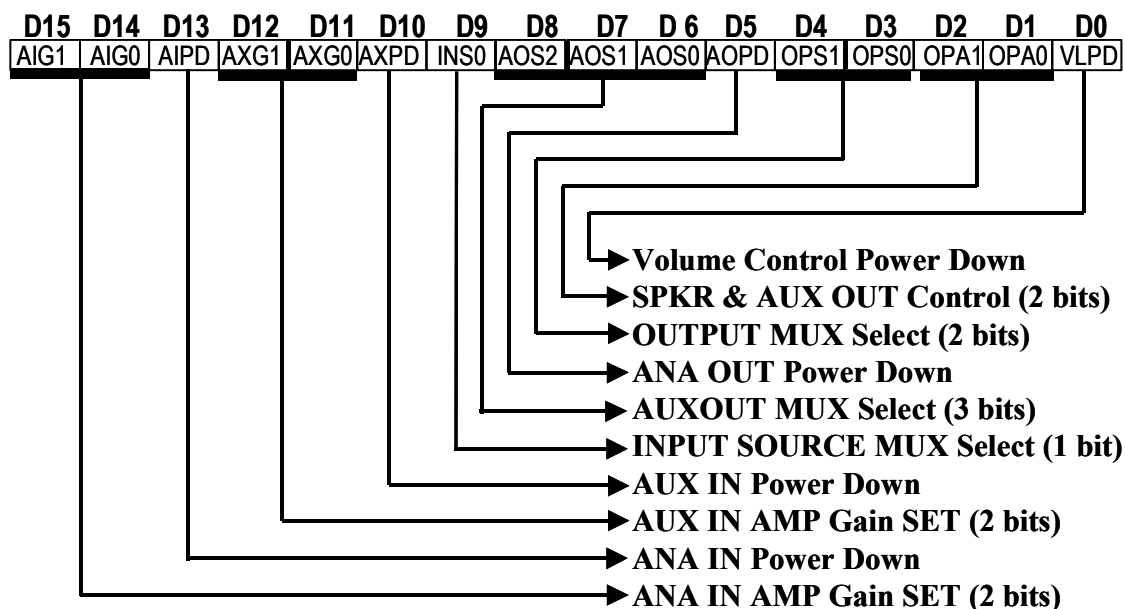 D15 D14 D13 D12 D11 D10 D9 D8 D7 D 6 D5 D4 D3 D2 D1 D0
AIG1 AIG0 AIPD AXG1 AXG0 AXPD INS0 AOS2 AOS1 AOS0 AOPD OPS1 OPS0 OPA1 OPA0 VLPD
Volume Control Power Down
SPKR & AUX OUT Control (2 bits)
OUTPUT MUX Select (2 bits)
ANA OUT Power Down
AUXOUT MUX Select (3 bits)
INPUT SOURCE MUX Select (1 bit)
AUX IN Power Down
AUX IN AMP Gain SET (2 bits)
ANA IN Power Down
ANA IN AMP Gain SET (2 bits)